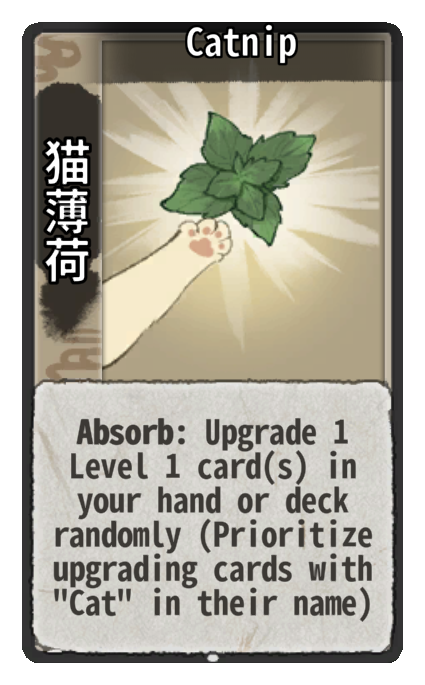 Catnip
猫薄荷
Absorb: Upgrade 1
Level 1 card(s) in
your hand or deck
randomly (Prioritize
upgrading cards with
"Cat" in their name)